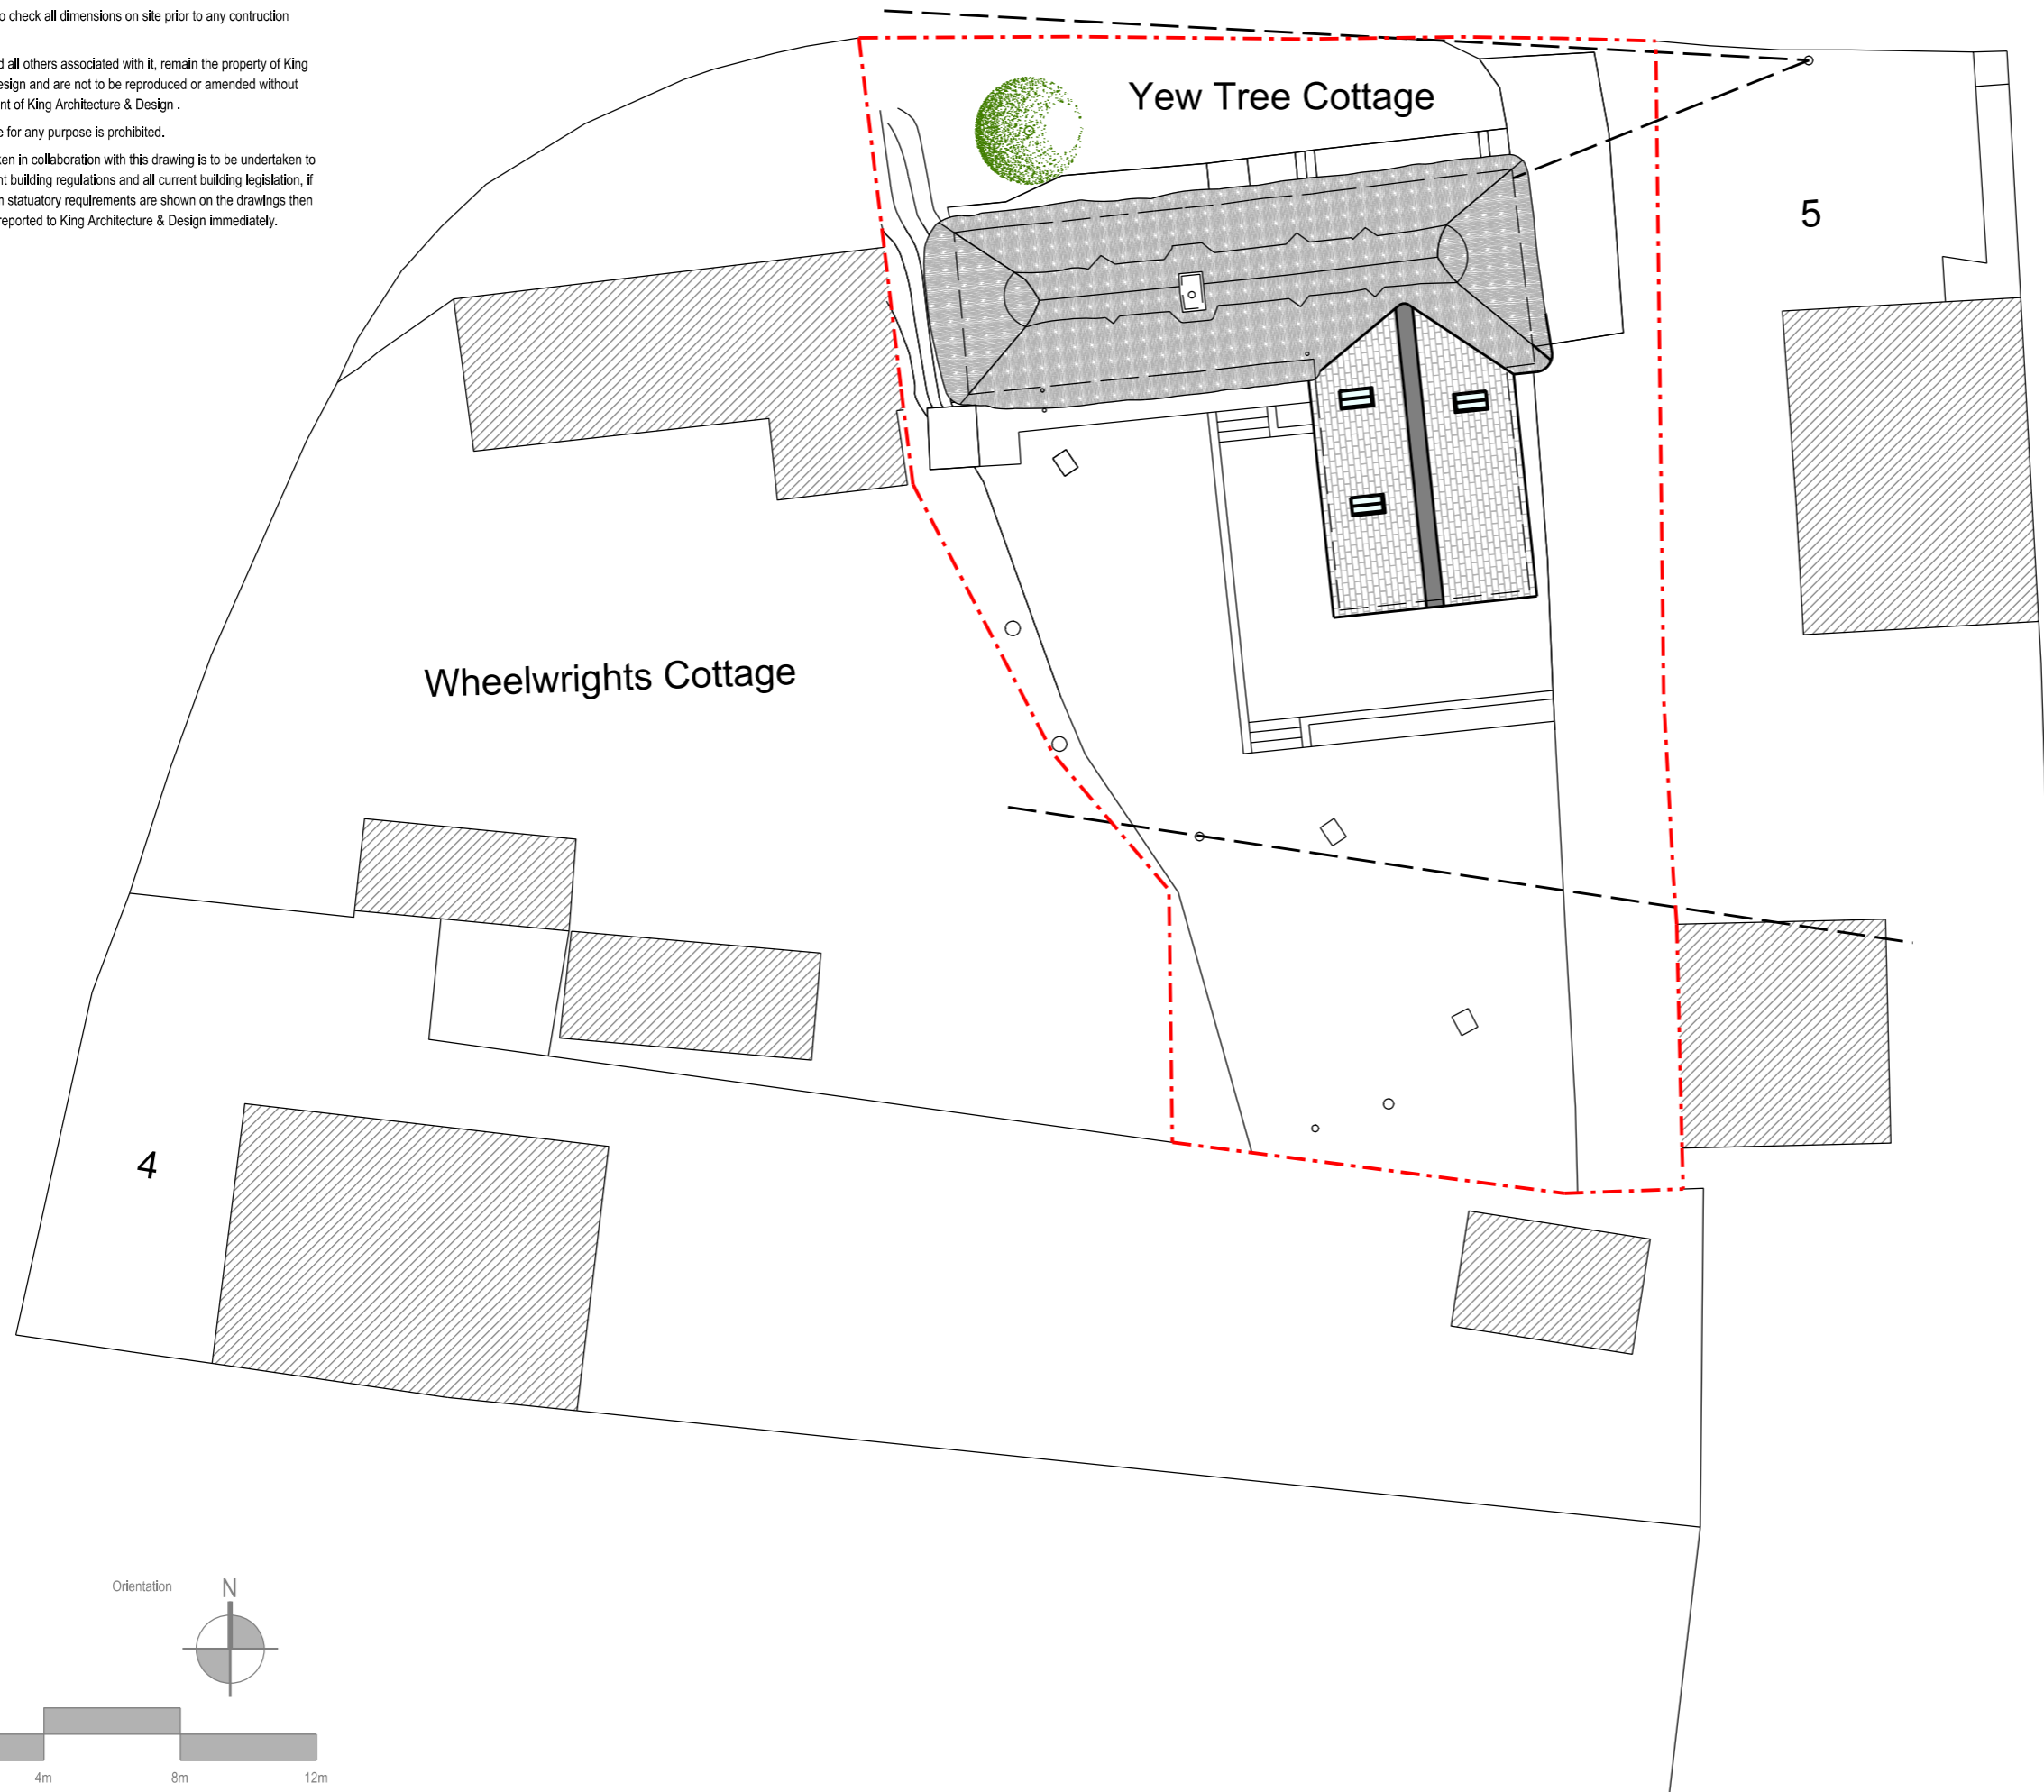 o check all dimensions on site prior to any contruction
d all others associated with it, remain the property of King
esign and are not to be reproduced or amended without
nt of King Architecture & Design .
e for any purpose is prohibited.
ken in collaboration with this drawing is to be undertaken to
nt building regulations and all current building legislation, if
h statuatory requirements are shown on the drawings then
reported to King Architecture & Design immediately.
Yew Tree Cottage
5
Wheelwrights Cottage
4
Orientation
N
4m
8m
12m